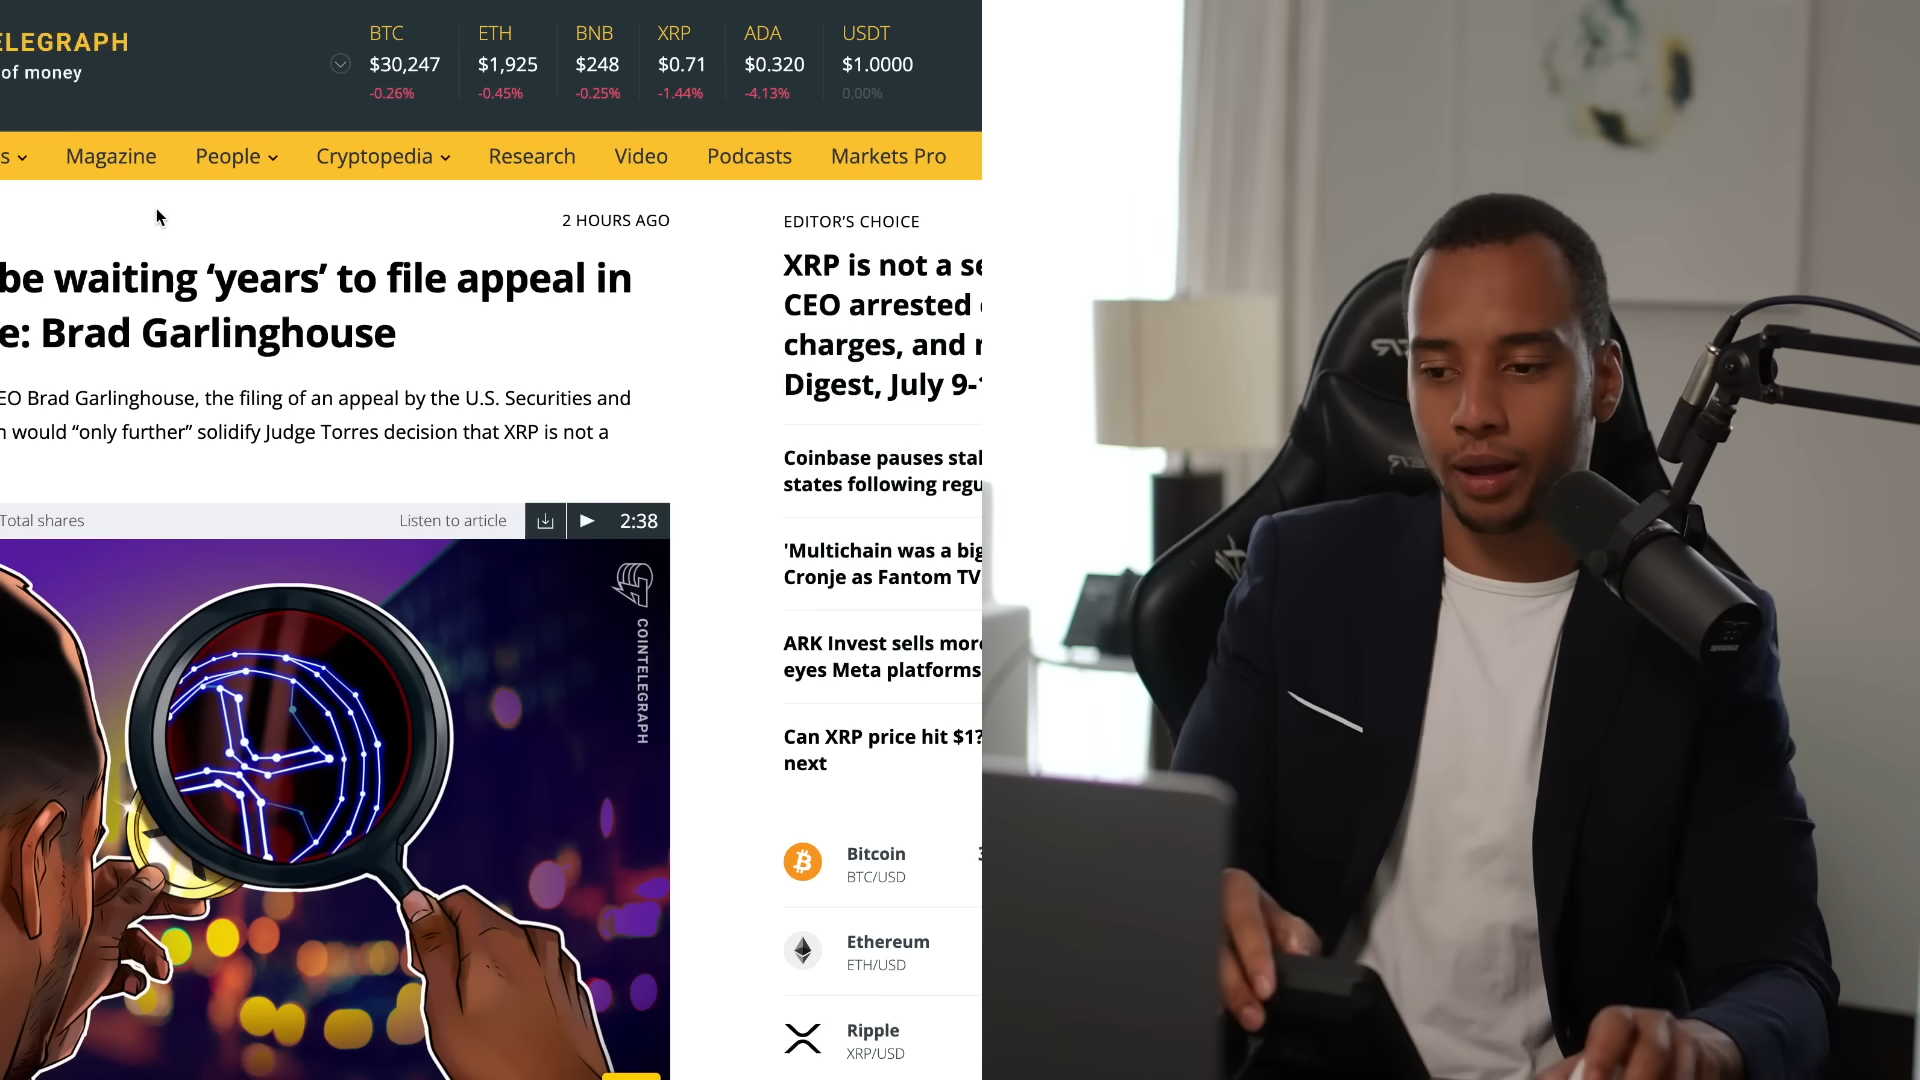 ELEGRAPH
of money
BTC
$30,247
-0.26%
ETH
$1,925
-0.45%
BNB
$248
-0.25%
XRP
$0.71
-1.44%
ADA
$0.320
-4.13%
USDT
$1.0000
0.00%
s
Magazine
People
Cryptopedia
Research
Video
Podcasts
Markets Pro
2 HOURS AGO
be waiting ‘years’ to file appeal in
e: Brad Garlinghouse
EO Brad Garlinghouse, the filing of an appeal by the U.S. Securities and
n would “only further” solidify Judge Torres decision that XRP is not a
Total shares
Listen to article
2:38
COINTELEGRAPH
EDITOR’S CHOICE
XRP is not a se
CEO arrested
charges, and
Digest, July 9-
Coinbase pauses stak
states following regu
'Multichain was a big
Cronje as Fantom TV
ARK Invest sells more
eyes Meta platforms
Can XRP price hit $1?
next
Bitcoin
BTC/USD
Ethereum
ETH/USD
Ripple
XRP/USD